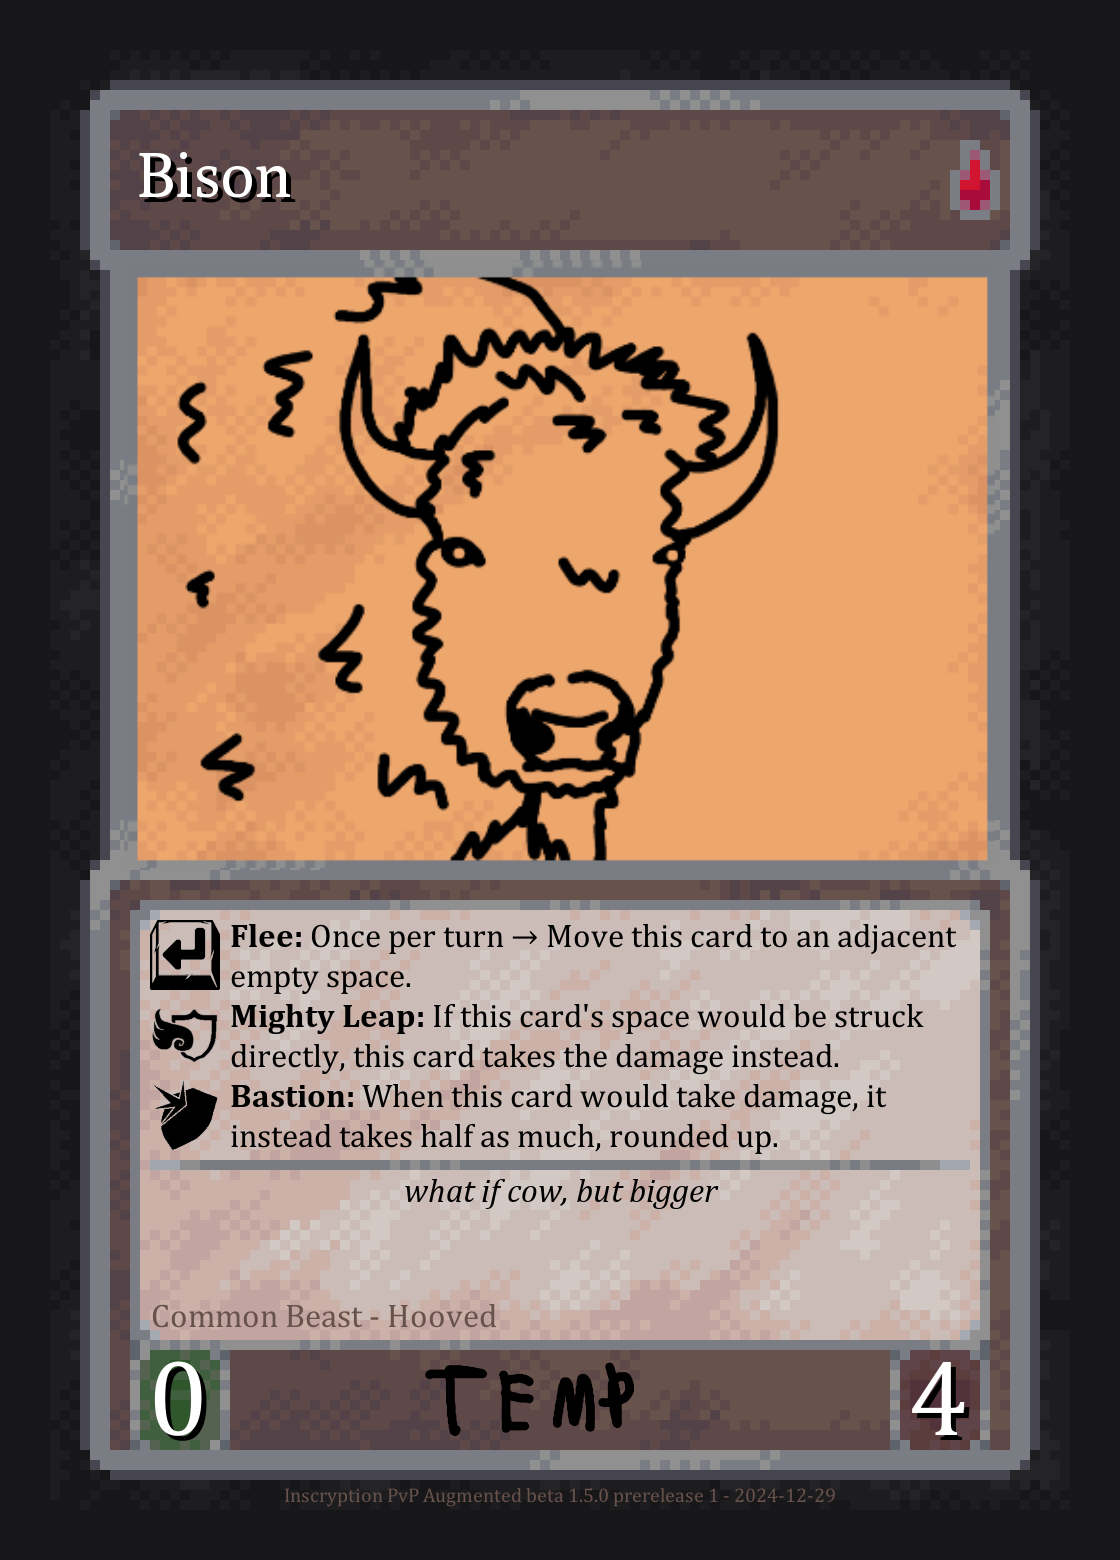 Bison
Flee: Once per turn → Move this card to an adjacent
empty space.
Mighty Leap: If this card's space would be struck
directly, this card takes the damage instead.
Bastion: When this card would take damage, it
instead takes half as much, rounded up.
what if cow, but bigger
Common Beast - Hooved
0 TEMP 4
Inscryption PvP Augmented beta 1.5.0 prerelease 1 - 2024-12-29